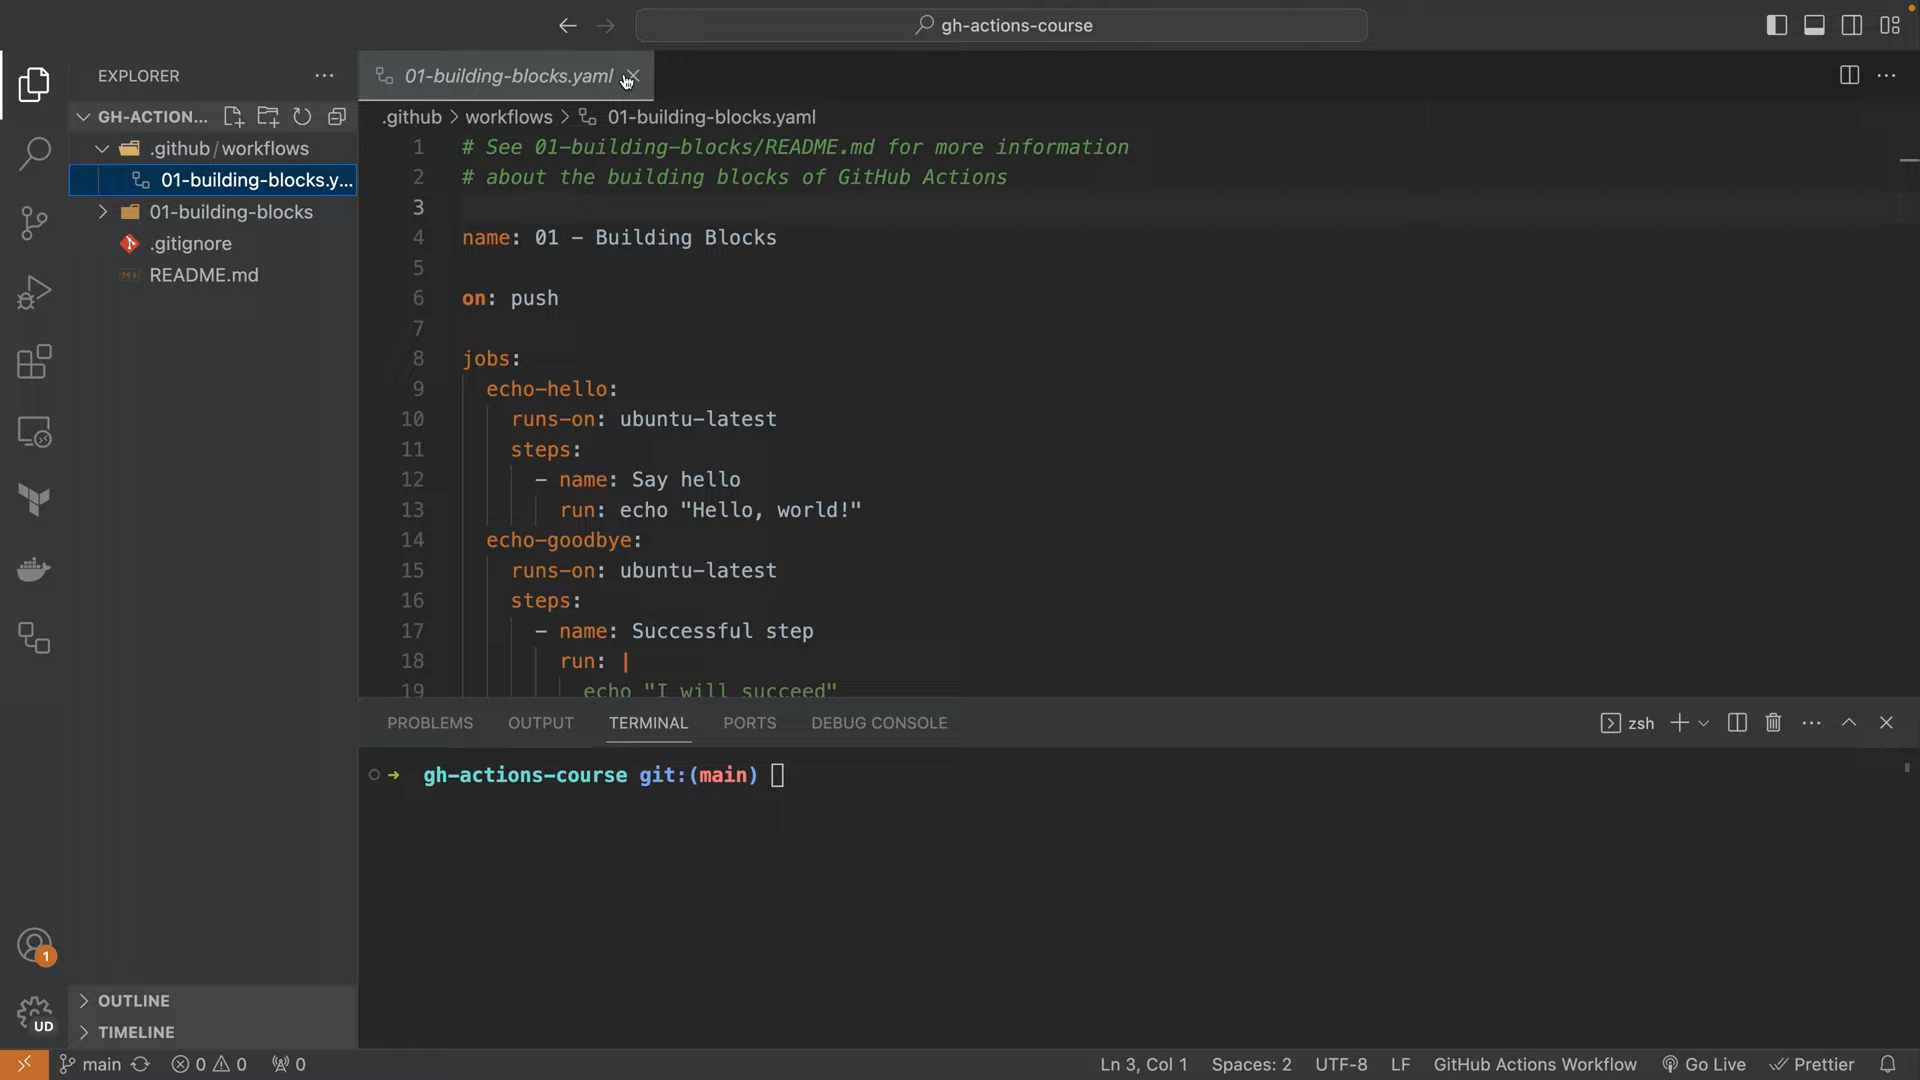 gh-actions-course
EXPLORER
01-building-blocks.yaml
GH-ACTION...
.github > workflows > 01-building-blocks.yaml
.github/workflows
01-building-blocks.y...
01-building-blocks
.gitignore
README.md
1 # See 01-building-blocks/README.md for more information
2 # about the building blocks of GitHub Actions
3
4 name: 01 - Building Blocks
5
6 on: push
7
8 jobs:
9 echo-hello:
10 runs-on: ubuntu-latest
11 steps:
12 - name: Say hello
13 run: echo "Hello, world!"
14 echo-goodbye:
15 runs-on: ubuntu-latest
16 steps:
17 - name: Successful step
18 run: |
19 echo "I will succeed"
PROBLEMS OUTPUT TERMINAL PORTS DEBUG CONSOLE
zsh
gh-actions-course git:(main)
1
UD
OUTLINE
TIMELINE
main 0 0 0
Ln 3, Col 1 Spaces: 2 UTF-8 LF GitHub Actions Workflow Go Live Prettier